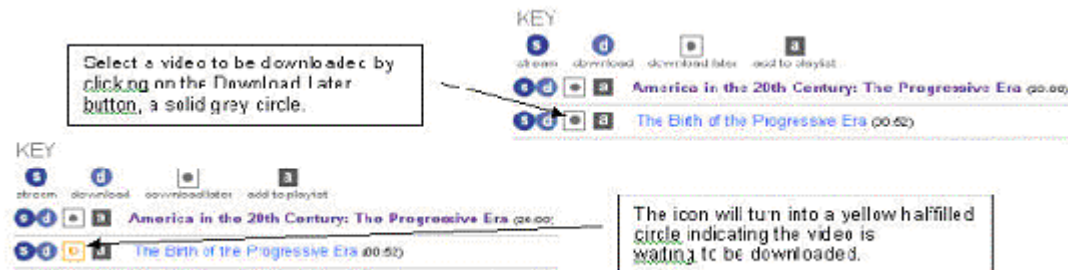 KEY
s d a
stream download download later add to playlist
s d a America in the 20th Century: The Progressive Era
s d a The Birth of the Progressive Era (00:52)
Select a video to be downloaded by
clicking on the Download Later
button, a solid grey circle.
KEY
s d a
stream download download later add to playlist
s d a America in the 20th Century: The Progressive Era
s d The Birth of the Progressive Era (00:52)
The icon will turn into a yellow halffilled
circle indicating the video is
waiting to be downloaded.